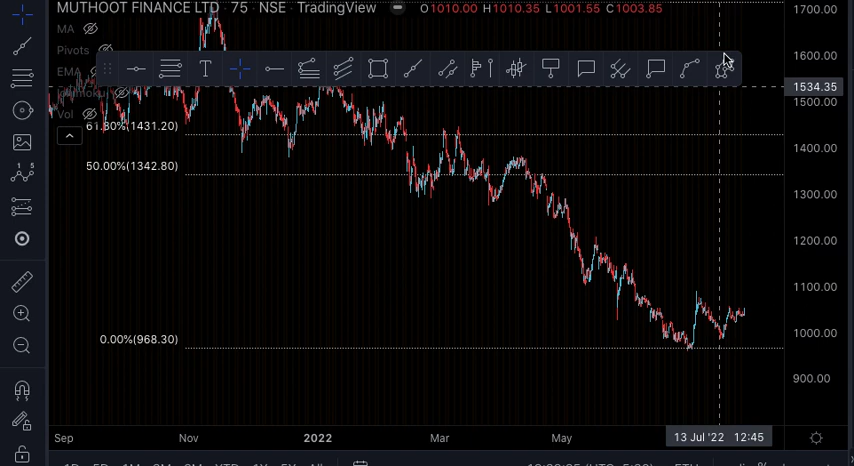 MUTHOOT FINANCE LTD · 75 · NSE · TradingView O1010.00 H1010.35 L1001.55 C1003.85
MA
Pivots
EMA
Vol
1700.00
1600.00
1534.35
1500.00
1400.00
1300.00
1200.00
1100.00
1000.00
900.00
61.80%(1431.20)
50.00%(1342.80)
0.00%(968.30)
Sep Nov 2022 Mar May 13 Jul '22 12:45